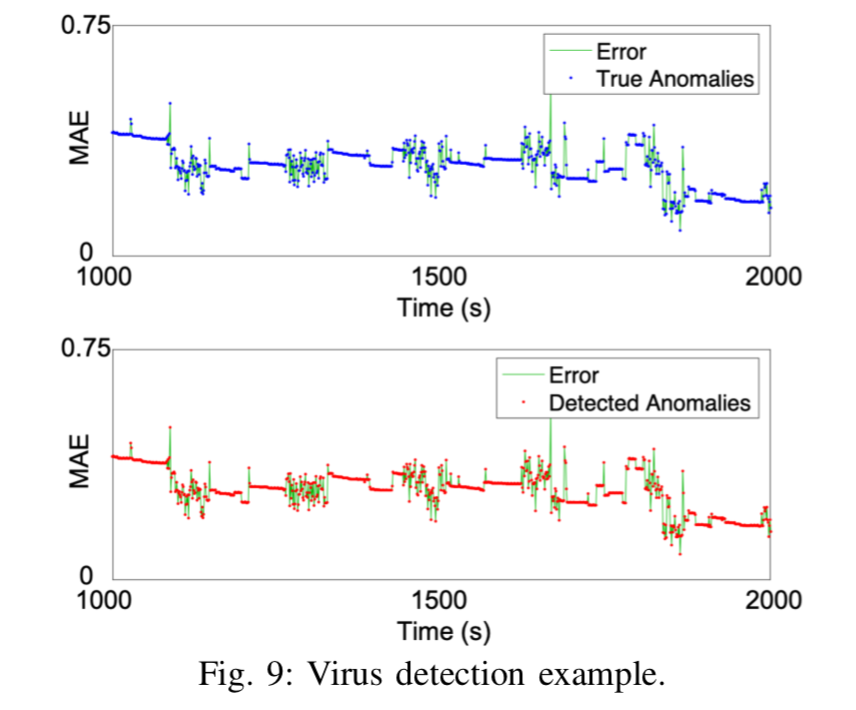 0.75
Error
True Anomalies
MAE
0
1000
1500
2000
Time (s)
0.75
Error
Detected Anomalies
MAE
0
1000
1500
2000
Time (s)
Fig. 9: Virus detection example.